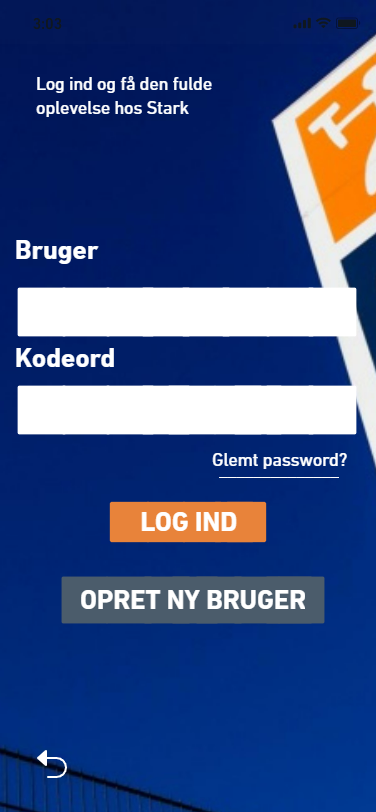 Log ind og få den fulde
oplevelse hos Stark
Bruger
Kodeord
Glemt password?
LOG IND
OPRET NY BRUGER